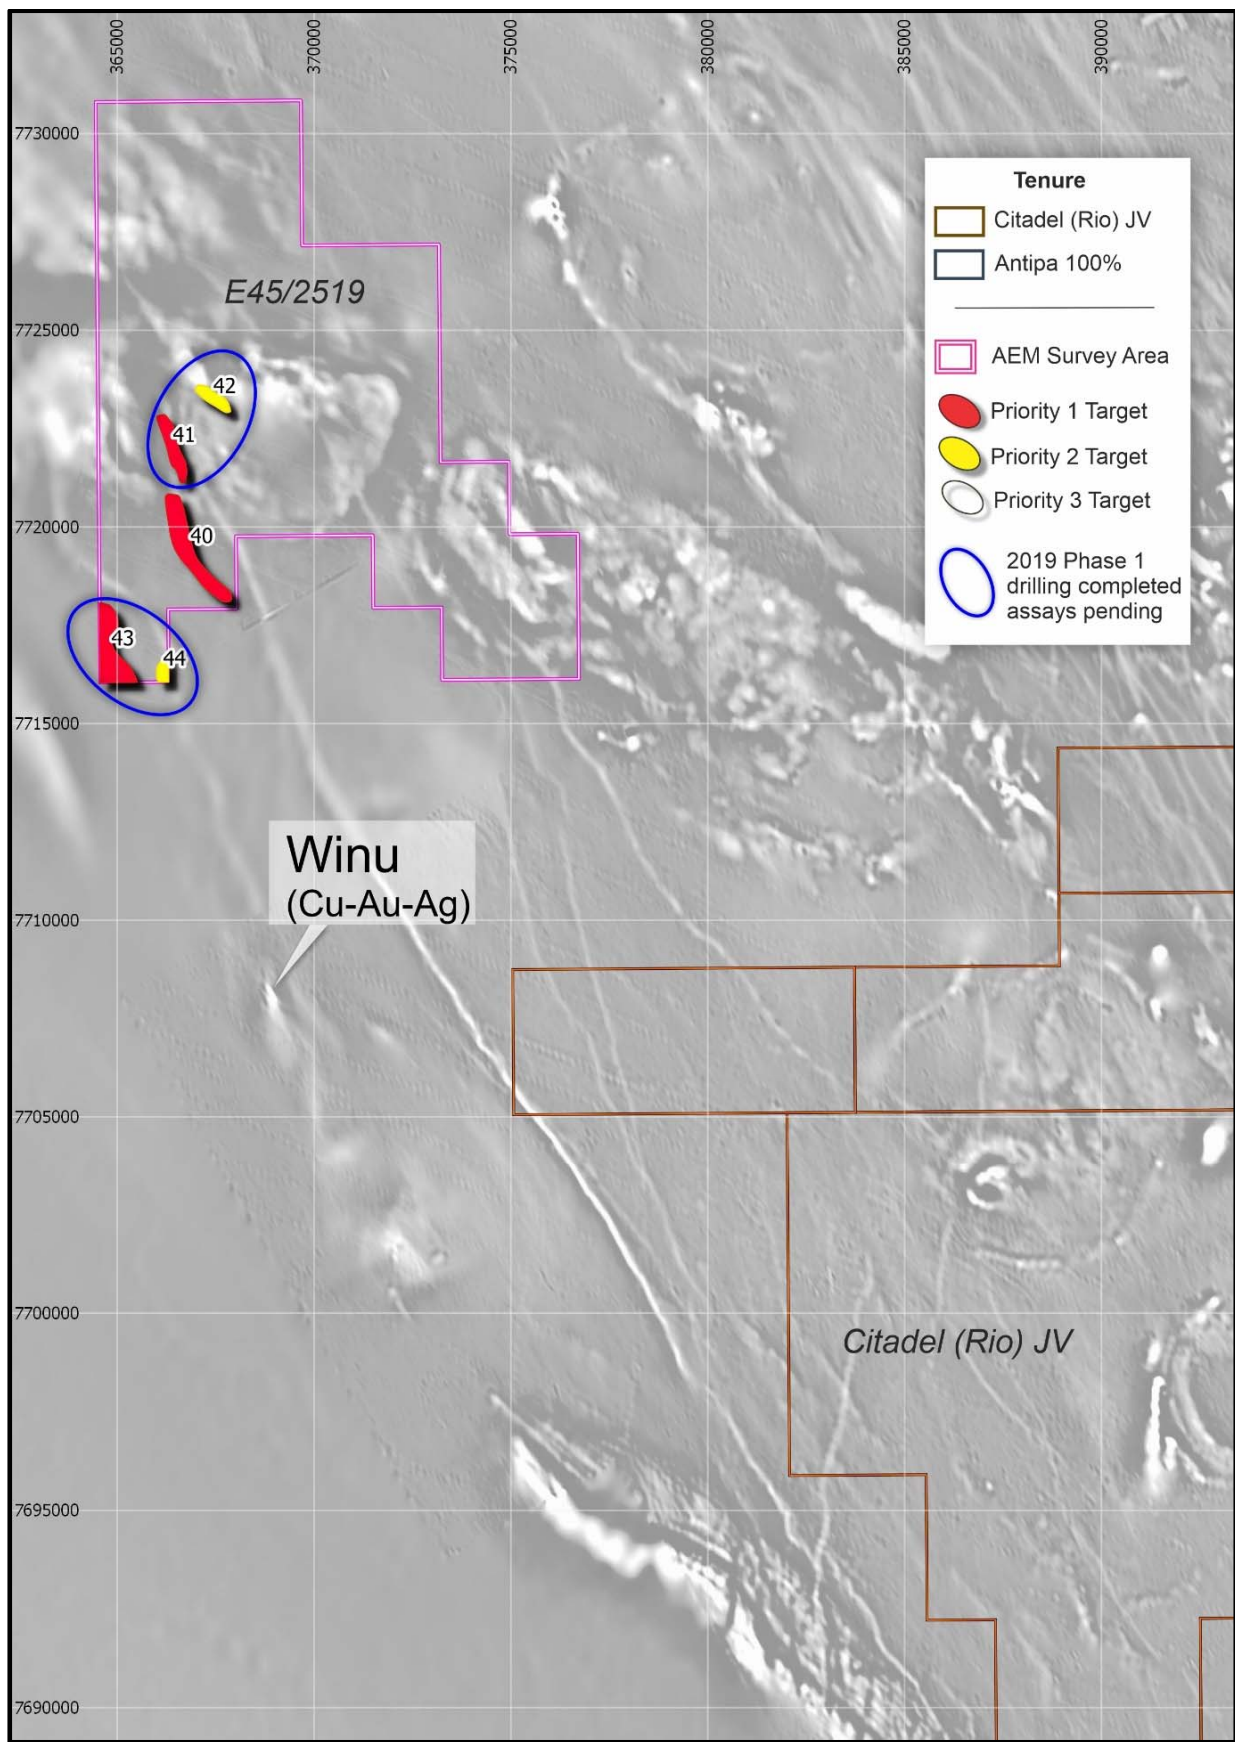 365000
370000
375000
380000
385000
390000
7730000
Tenure
Citadel (Rio) JV
Antipa 100%
E45/2519
7725000
AEM Survey Area
42
Priority 1 Target
41
Priority 2 Target
Priority 3 Target
7720000
40
2019 Phase 1
drilling completed
assays pending
43
44
7715000
Winu
(Cu-Au-Ag)
7710000
7705000
7700000
Citadel (Rio) JV
7695000
7690000